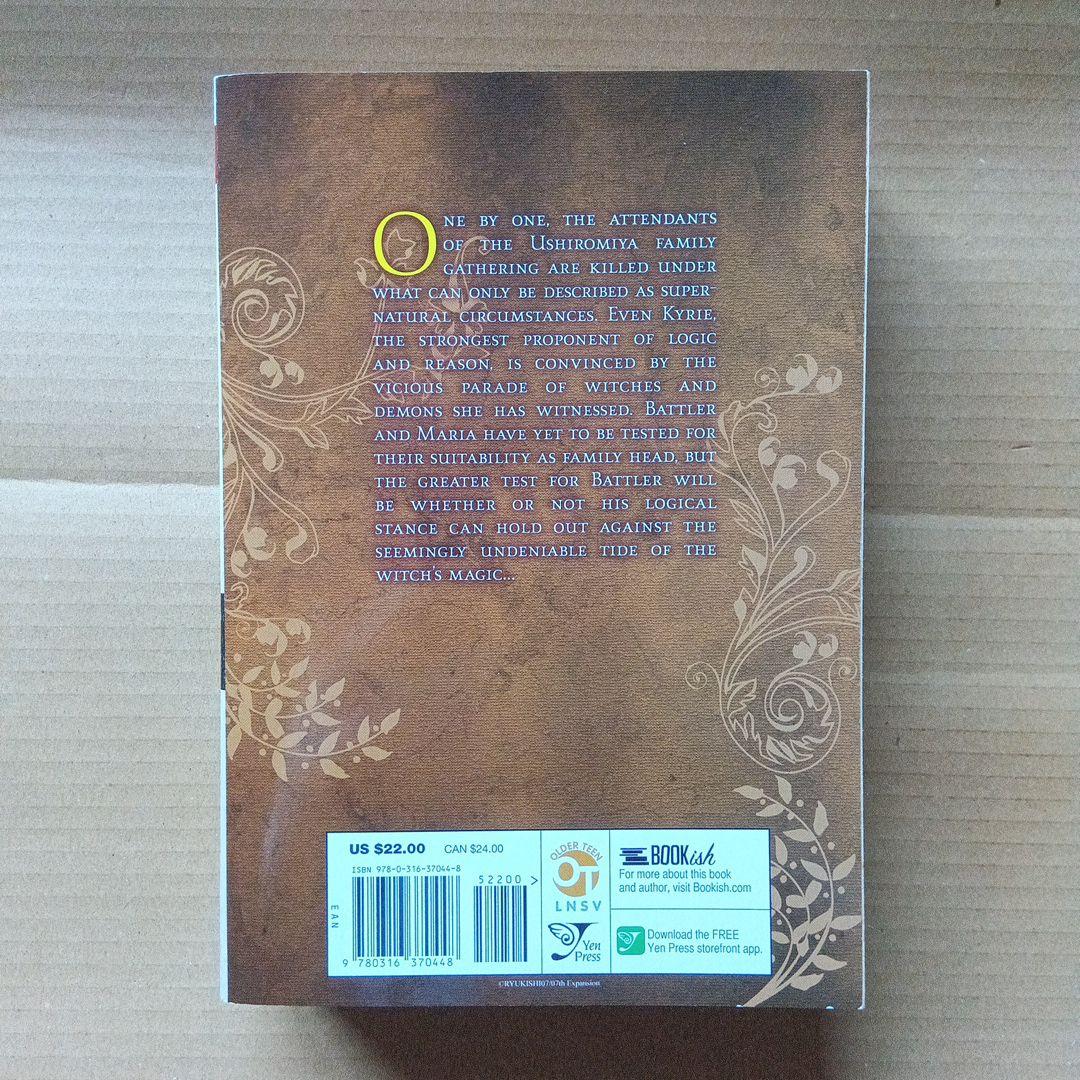 ONE BY ONE, THE ATTENDANTS
OF THE USHIROMIYA FAMILY
GATHERING ARE KILLED UNDER
WHAT CAN ONLY BE DESCRIBED AS SUPER-
NATURAL CIRCUMSTANCES. EVEN KYRIE,
THE STRONGEST PROPONENT OF LOGIC
AND REASON, IS CONVINCED BY THE
VICIOUS PARADE OF WITCHES AND
DEMONS SHE HAS WITNESSED. BATTLER
AND MARIA HAVE YET TO BE TESTED FOR
THEIR SUITABILITY AS FAMILY HEAD, BUT
THE GREATER TEST FOR BATTLER WILL
BE WHETHER OR NOT HIS LOGICAL
STANCE CAN HOLD OUT AGAINST THE
SEEMINGLY UNDENIABLE TIDE OF THE
WITCH'S MAGIC...
US $22.00 CAN $24.00
ISBN 978-0-316-37044-8
52200 >
EAN
9 780316 370448
OLDER TEEN
OT
LNSV
Yen
Press
BOOKish
For more about this book
and author, visit Bookish.com
Download the FREE
Yen Press storefront app.
©RYUKISHI07/07th Expansion